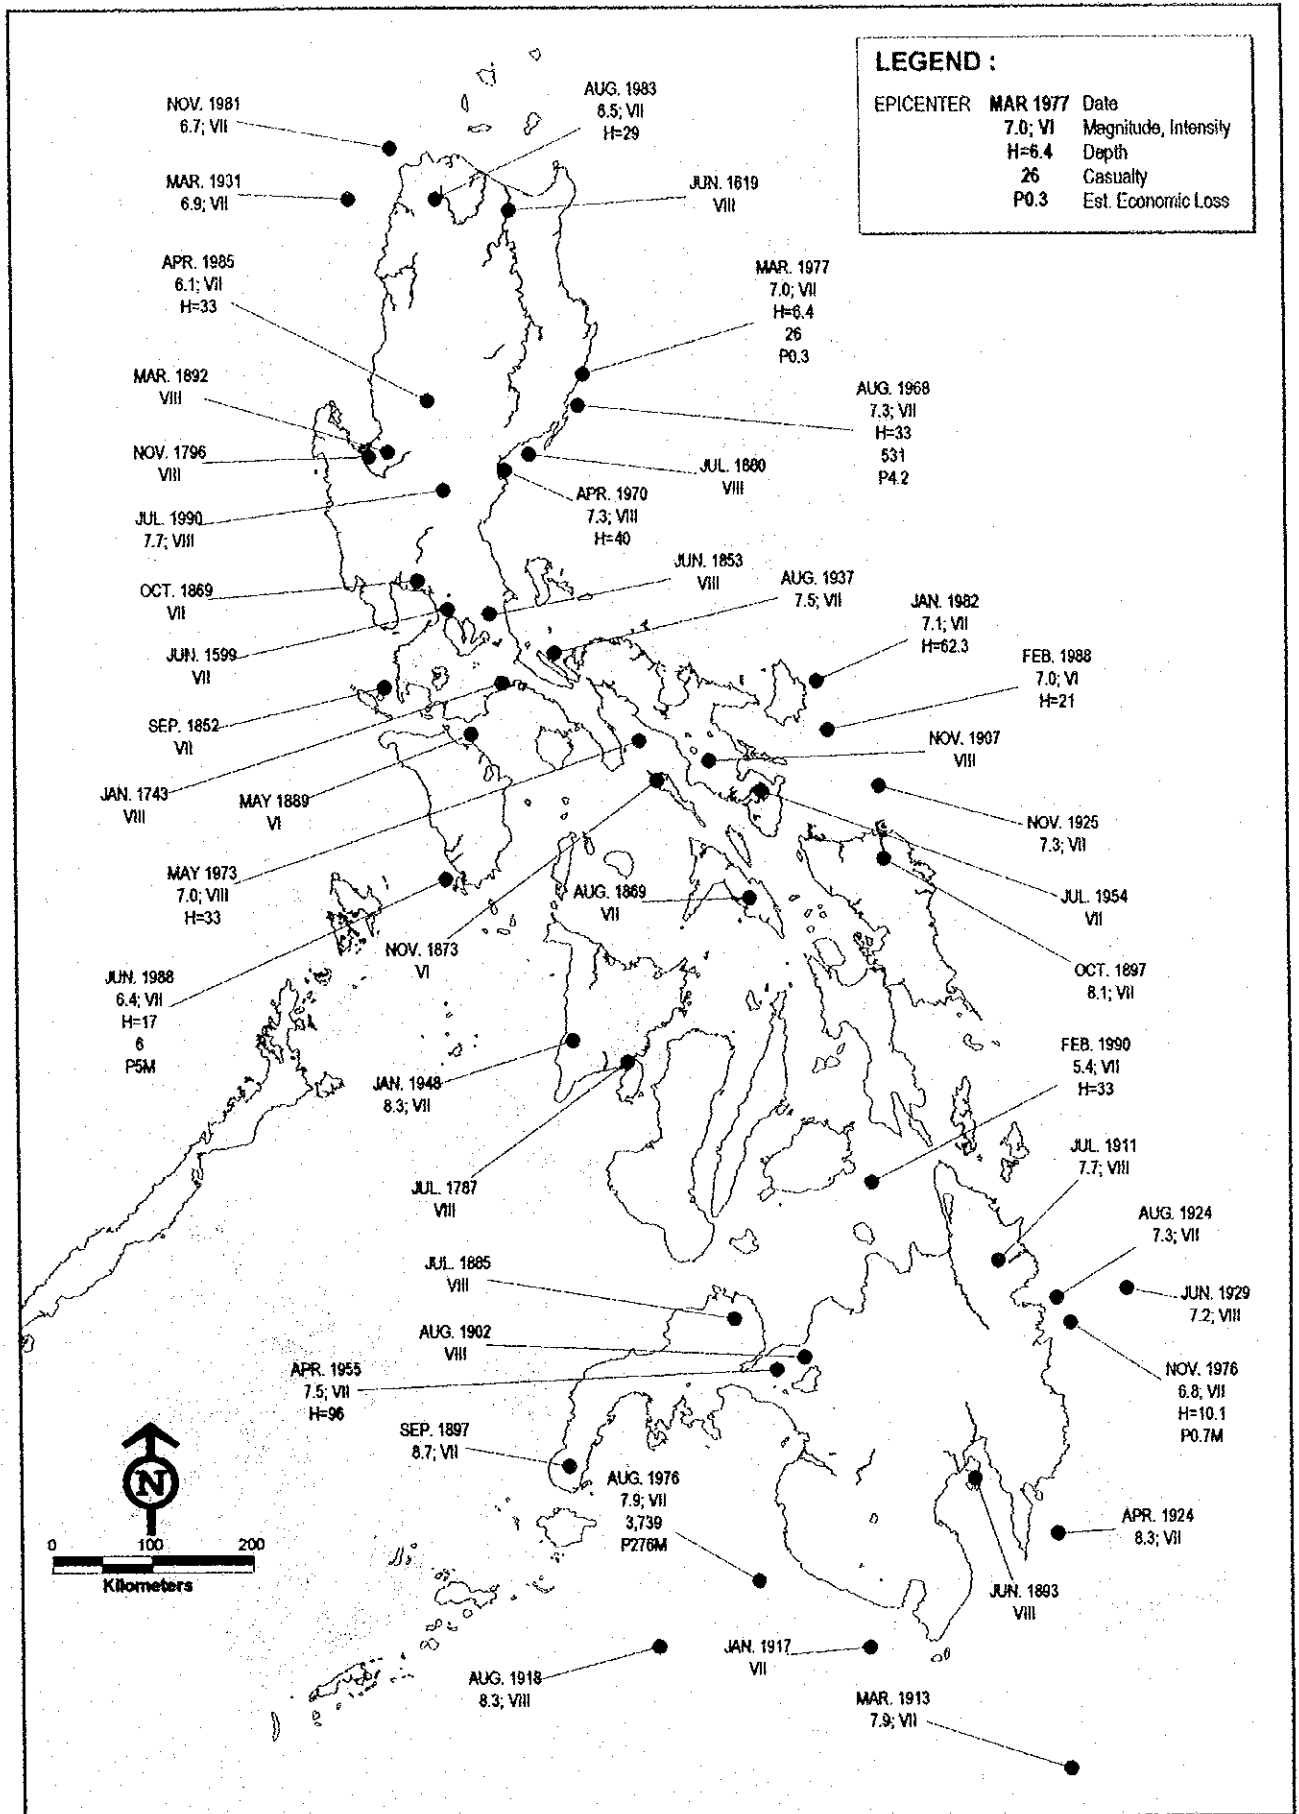 LEGEND :
EPICENTER MAR 1977 Date
7.0; VI Magnitude, Intensity
H=6.4 Depth
26 Casualty
P0.3 Est. Economic Loss
NOV. 1981
6.7; VII
AUG. 1983
8.5; VII
H=29
MAR. 1931
6.9; VII
JUN. 1619
VIII
APR. 1985
6.1; VII
H=33
MAR. 1977
7.0; VII
H=6.4
26
P0.3
MAR. 1892
VIII
AUG. 1968
7.3; VII
H=33
531
P4.2
NOV. 1796
VIII
JUL. 1880
VIII
APR. 1970
7.3; VIII
H=40
JUL. 1990
7.7; VIII
JUN. 1853
VIII
AUG. 1937
7.5; VII
OCT. 1869
VII
JAN. 1982
7.1; VII
H=62.3
JUN. 1599
VII
FEB. 1988
7.0; VI
H=21
SEP. 1852
VII
NOV. 1907
VIII
JAN. 1743
VIII
MAY 1889
VI
NOV. 1925
7.3; VII
MAY 1973
7.0; VIII
H=33
AUG. 1869
VII
JUL. 1954
VII
NOV. 1873
VI
OCT. 1897
8.1; VII
JUN. 1988
6.4; VII
H=17
6
P5M
FEB. 1990
5.4; VII
H=33
JAN. 1948
8.3; VII
JUL. 1911
7.7; VIII
JUL. 1787
VIII
AUG. 1924
7.3; VII
JUL. 1885
VIII
JUN. 1929
7.2; VIII
AUG. 1902
VIII
APR. 1955
7.5; VII
H=96
NOV. 1976
6.8; VII
H=10.1
P0.7M
SEP. 1897
8.7; VII
AUG. 1976
7.9; VII
3,739
P276M
N
APR. 1924
8.3; VII
0 100 200
Kilometers
JUN. 1893
VIII
JAN. 1917
VII
AUG. 1918
8.3; VIII
MAR. 1913
7.9; VII